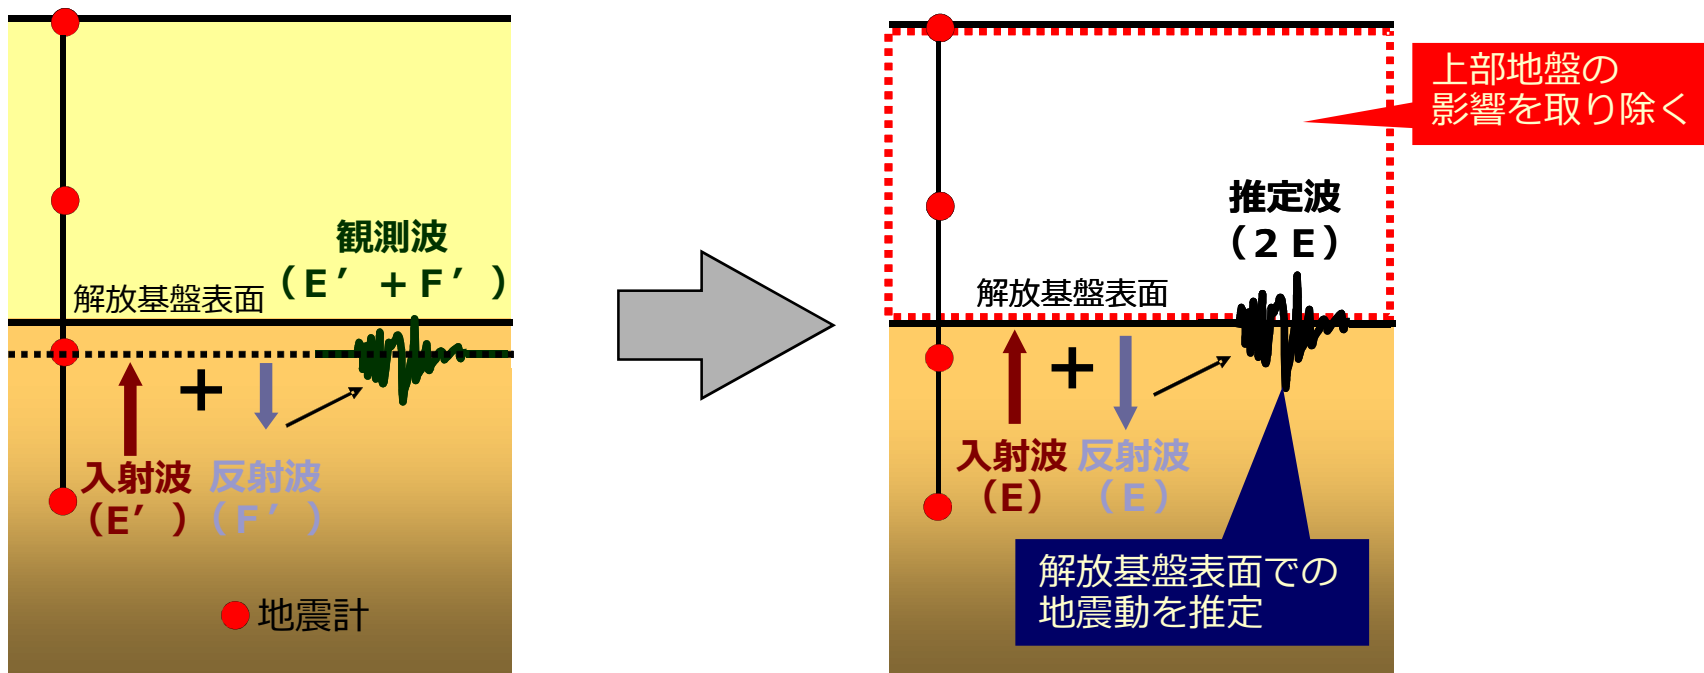 観測波
（E’＋F’）
解放基盤表面
＋
入射波
（E’）
反射波
（F’）
地震計
上部地盤の
影響を取り除く
推定波
（２E）
解放基盤表面
＋
入射波
（E）
反射波
（E）
解放基盤表面での
地震動を推定